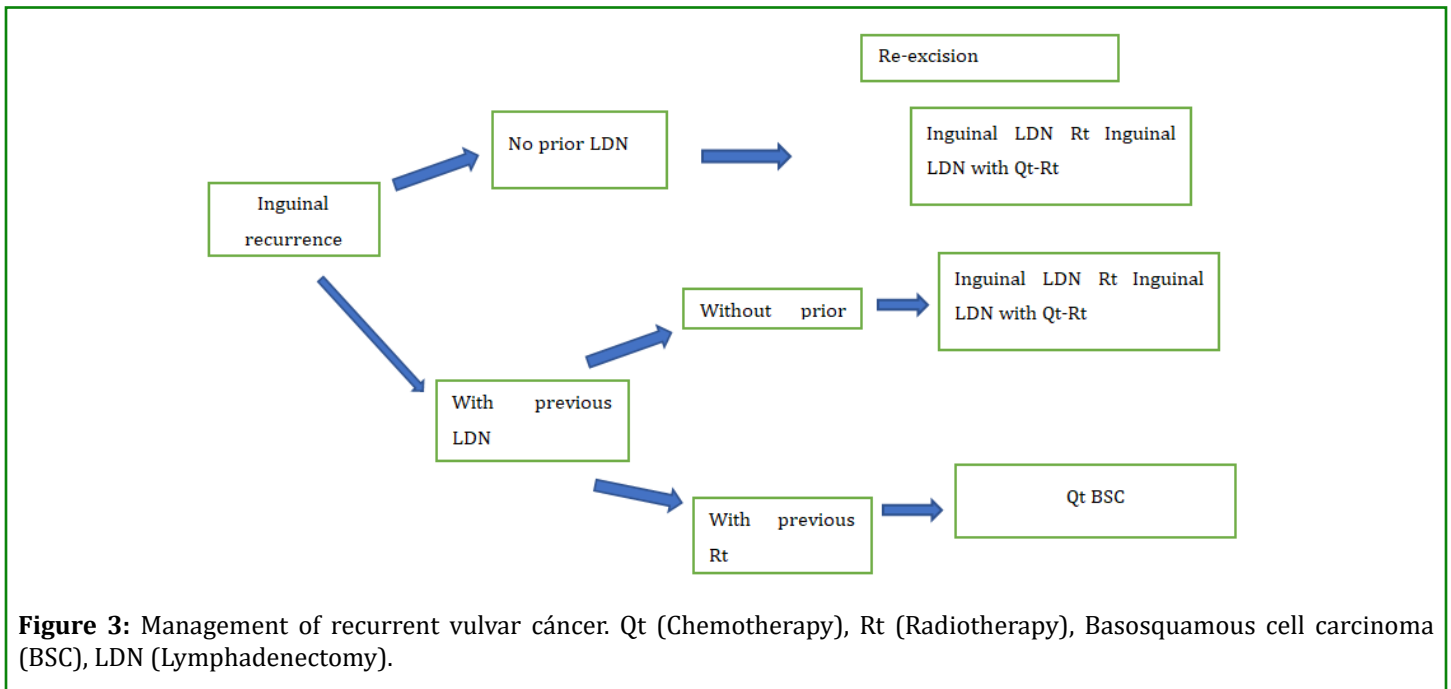 Re-excision
No prior LDN
Inguinal LDN Rt Inguinal
LDN with Qt-Rt
Inguinal
recurrence
Without prior
Inguinal LDN Rt Inguinal
LDN with Qt-Rt
With previous
LDN
With previous
Rt
Qt BSC
Figure 3: Management of recurrent vulvar cáncer. Qt (Chemotherapy), Rt (Radiotherapy), Basosquamous cell carcinoma
(BSC), LDN (Lymphadenectomy).